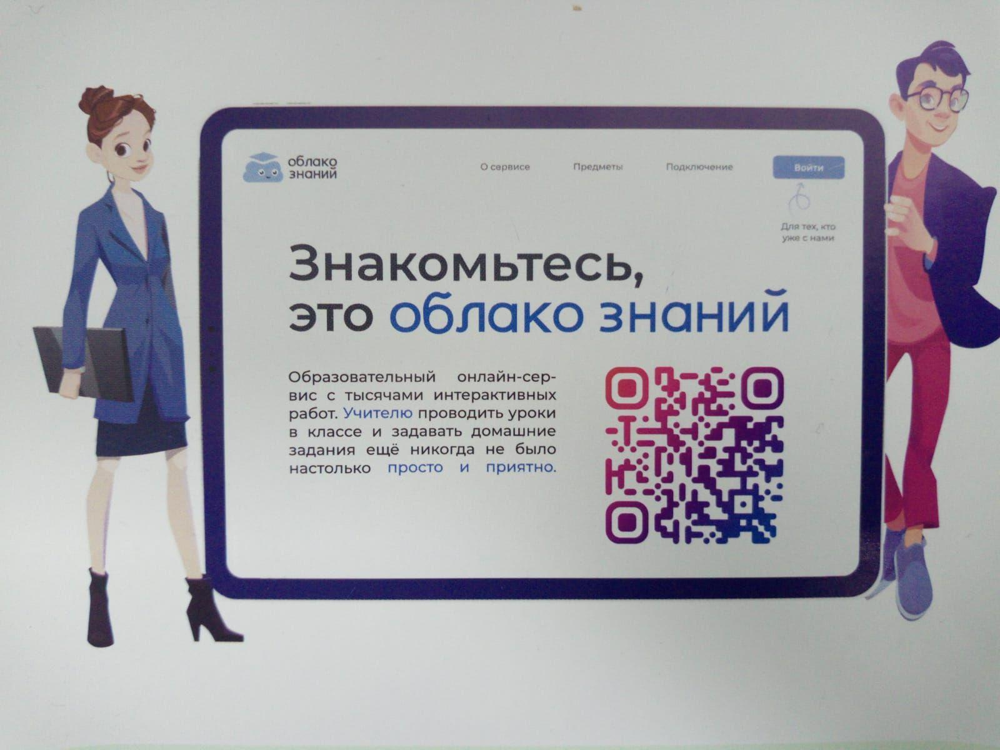 облако
знаний
О сервисе
Предметы
Подключение
Войти
Для тех, кто
уже с нами
Знакомьтесь,
это облако знаний
Образовательный онлайн-сер-
вис с тысячами интерактивных
работ. Учителю проводить уроки
в классе и задавать домашние
задания ещё никогда не было
настолько просто и приятно.